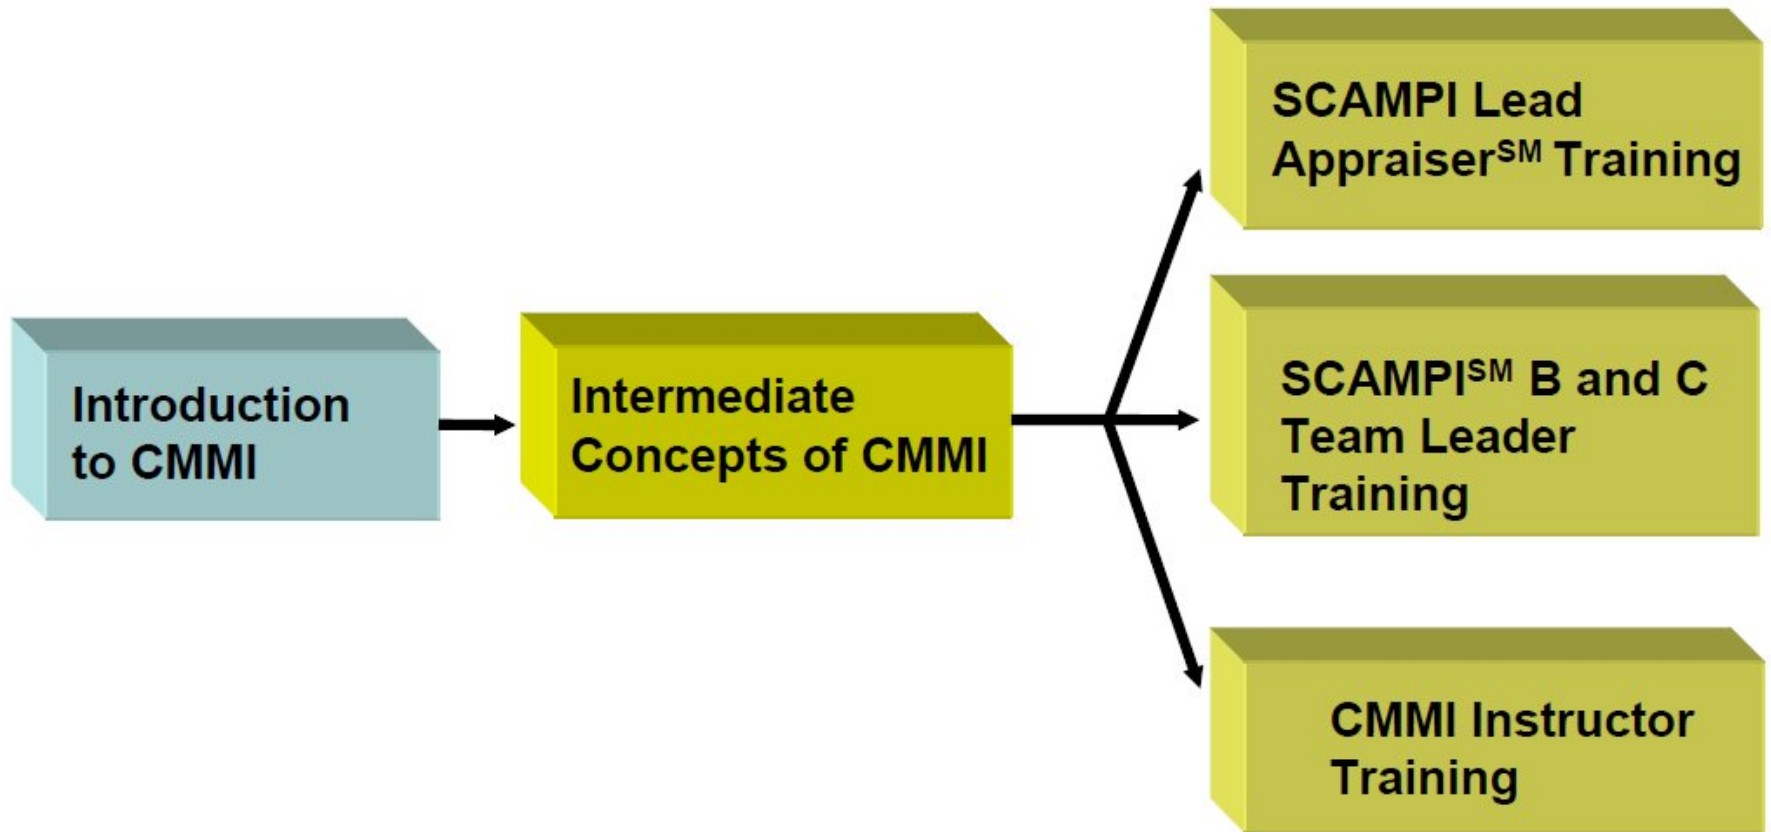 Introduction
to CMMI
Intermediate
Concepts of CMMI
SCAMPI Lead
Appraiser℠ Training
SCAMPI℠ B and C
Team Leader
Training
CMMI Instructor
Training